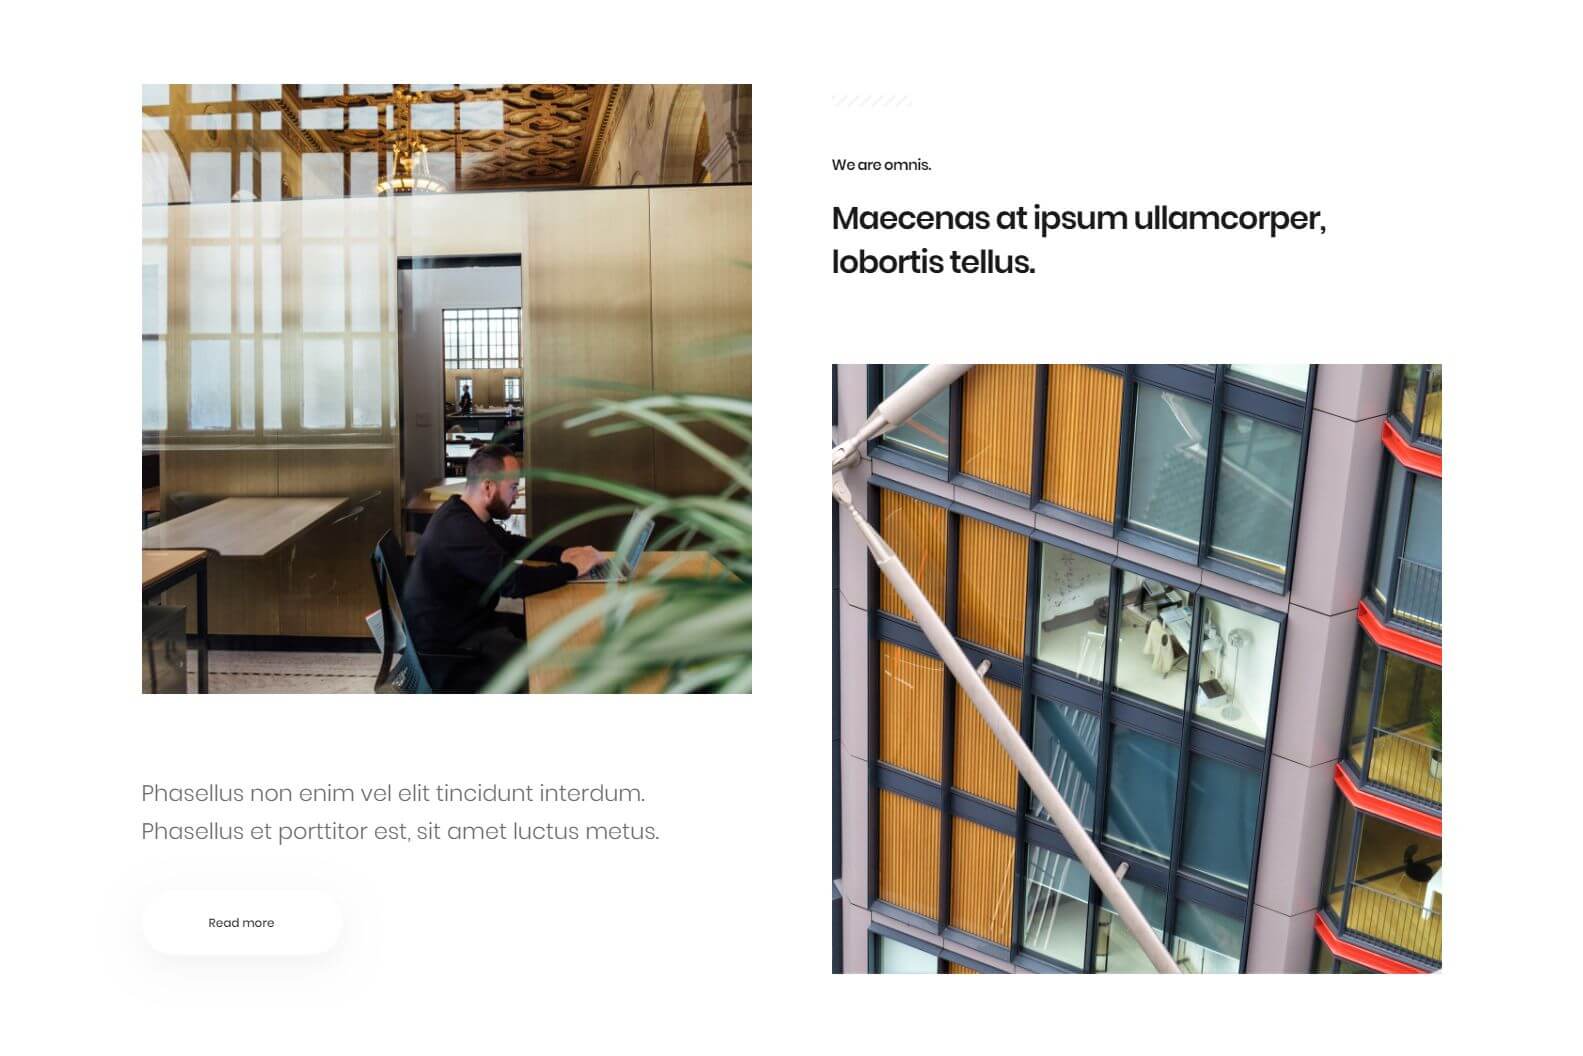 We are omnis.
Maecenas at ipsum ullamcorper,
lobortis tellus.
Phasellus non enim vel elit tincidunt interdum.
Phasellus et porttitor est, sit amet luctus metus.
Read more